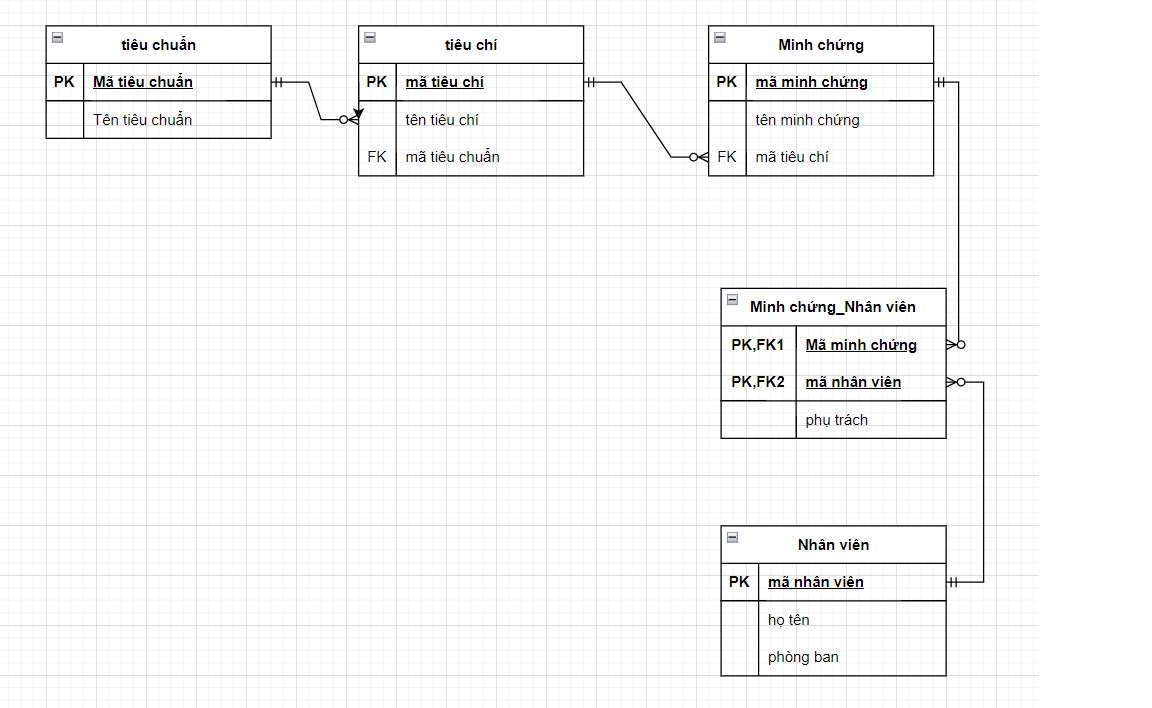 tiêu chuẩn
PK Mã tiêu chuẩn
Tên tiêu chuẩn
tiêu chí
PK mã tiêu chí
tên tiêu chí
FK mã tiêu chuẩn
Minh chứng
PK mã minh chứng
tên minh chứng
FK mã tiêu chí
Minh chứng_Nhân viên
PK,FK1 Mã minh chứng
PK,FK2 mã nhân viên
phụ trách
Nhân viên
PK mã nhân viên
họ tên
phòng ban